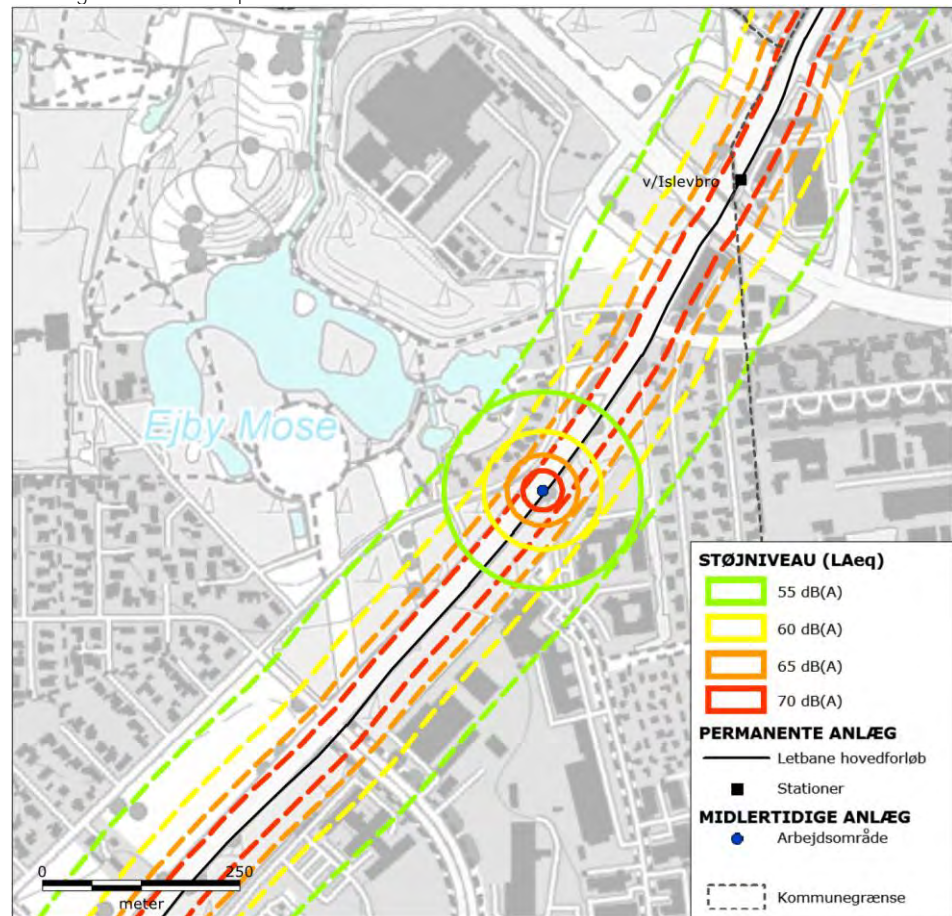 v/Islevbro
Ejby Mose
STØJNIVEAU (LAeq)
55 dB(A)
60 dB(A)
65 dB(A)
70 dB(A)
PERMANENTE ANLÆG
Letbane hovedforløb
Stationer
MIDLERTIDIGE ANLÆG
Arbejdsområde
Kommunegrænse
0 250
meter